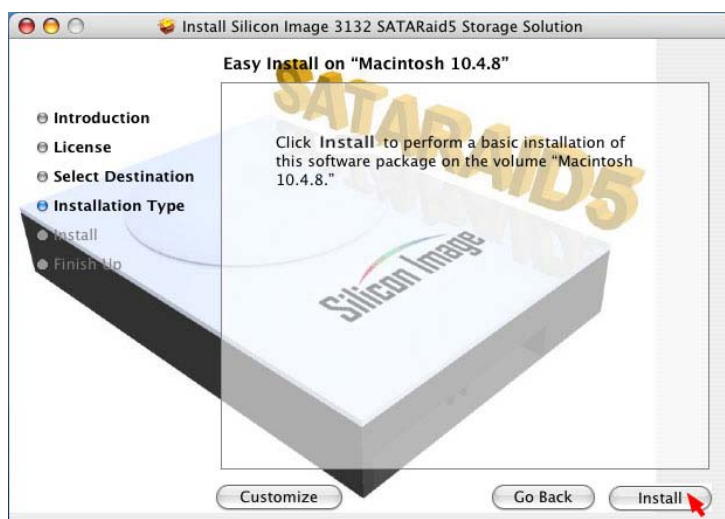 Install Silicon Image 3132 SATARaid5 Storage Solution
Easy Install on “Macintosh 10.4.8”
SATARAID5
Introduction
License
Select Destination
Installation Type
Install
Finish Up
Click Install to perform a basic installation of
this software package on the volume “Macintosh
10.4.8.”
Silicon Image
Customize
Go Back
Install